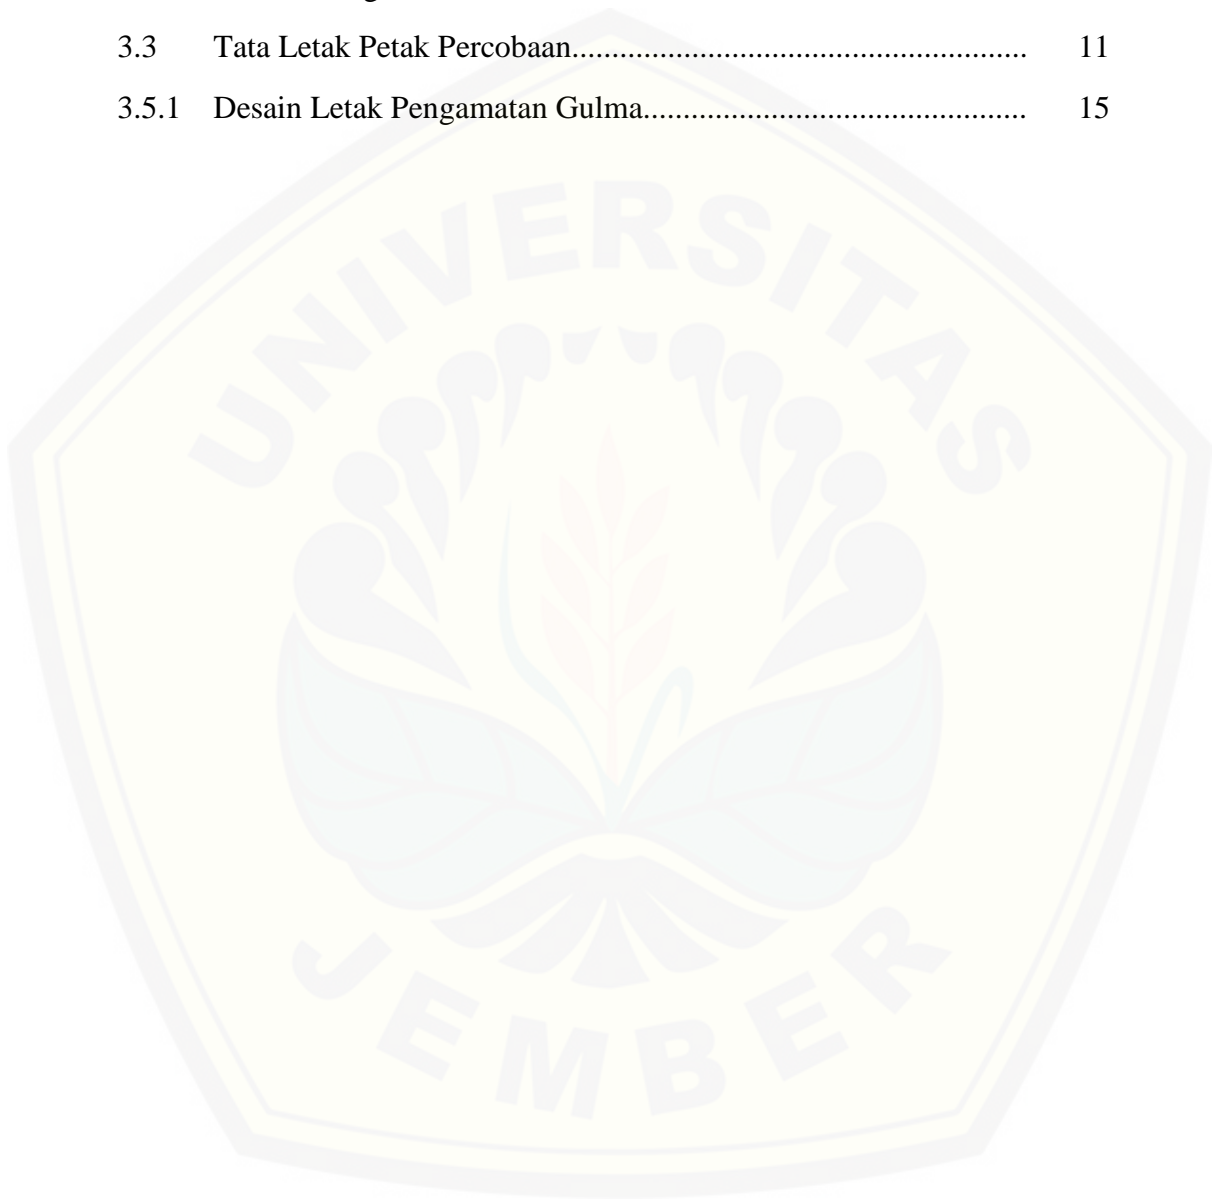 3.3 Tata Letak Petak Percobaan.......................................................... 11
3.5.1 Desain Letak Pengamatan Gulma................................................. 15
UNIVERSITAS
JEMBER